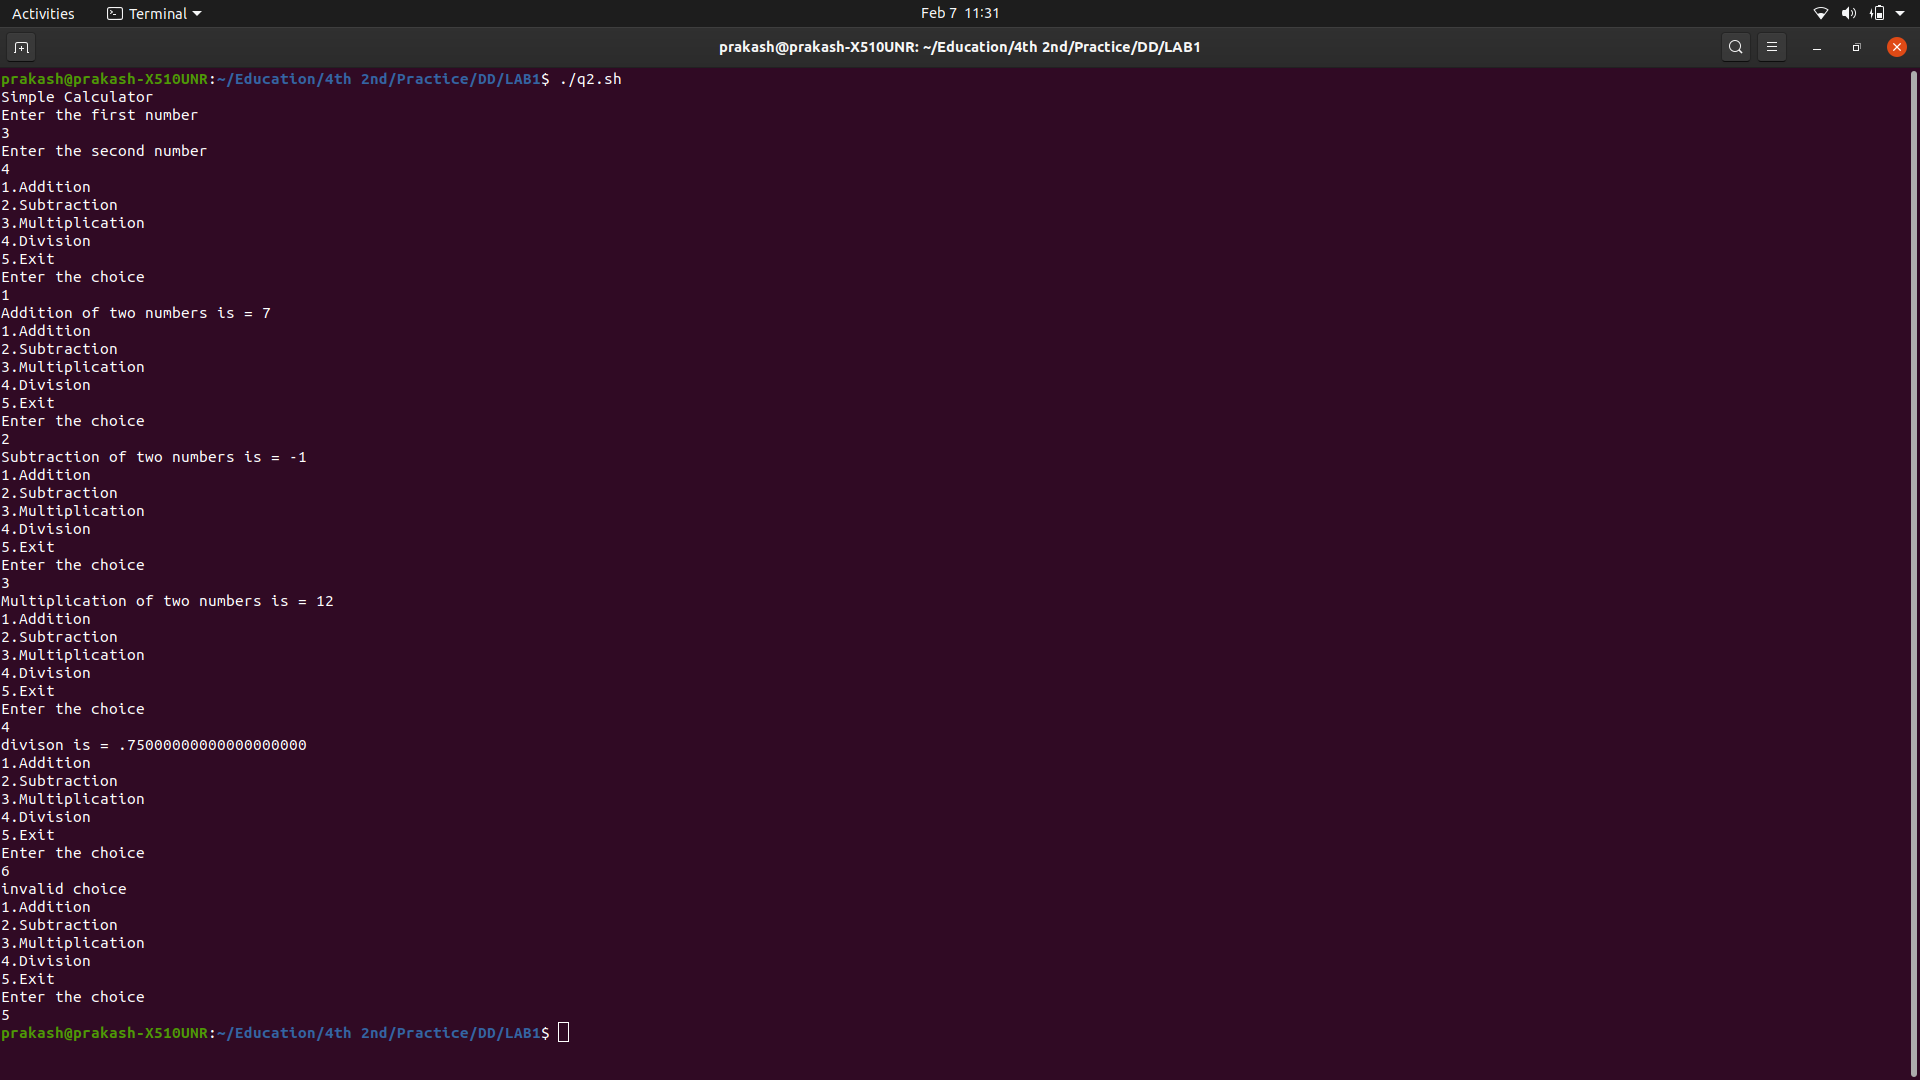 Activities Terminal Feb 7 11:31
prakash@prakash-X510UNR: ~/Education/4th 2nd/Practice/DD/LAB1
prakash@prakash-X510UNR:~/Education/4th 2nd/Practice/DD/LAB1$ ./q2.sh
Simple Calculator
Enter the first number
3
Enter the second number
4
1.Addition
2.Subtraction
3.Multiplication
4.Division
5.Exit
Enter the choice
1
Addition of two numbers is = 7
1.Addition
2.Subtraction
3.Multiplication
4.Division
5.Exit
Enter the choice
2
Subtraction of two numbers is = -1
1.Addition
2.Subtraction
3.Multiplication
4.Division
5.Exit
Enter the choice
3
Multiplication of two numbers is = 12
1.Addition
2.Subtraction
3.Multiplication
4.Division
5.Exit
Enter the choice
4
divison is = .75000000000000000000
1.Addition
2.Subtraction
3.Multiplication
4.Division
5.Exit
Enter the choice
6
invalid choice
1.Addition
2.Subtraction
3.Multiplication
4.Division
5.Exit
Enter the choice
5
prakash@prakash-X510UNR:~/Education/4th 2nd/Practice/DD/LAB1$